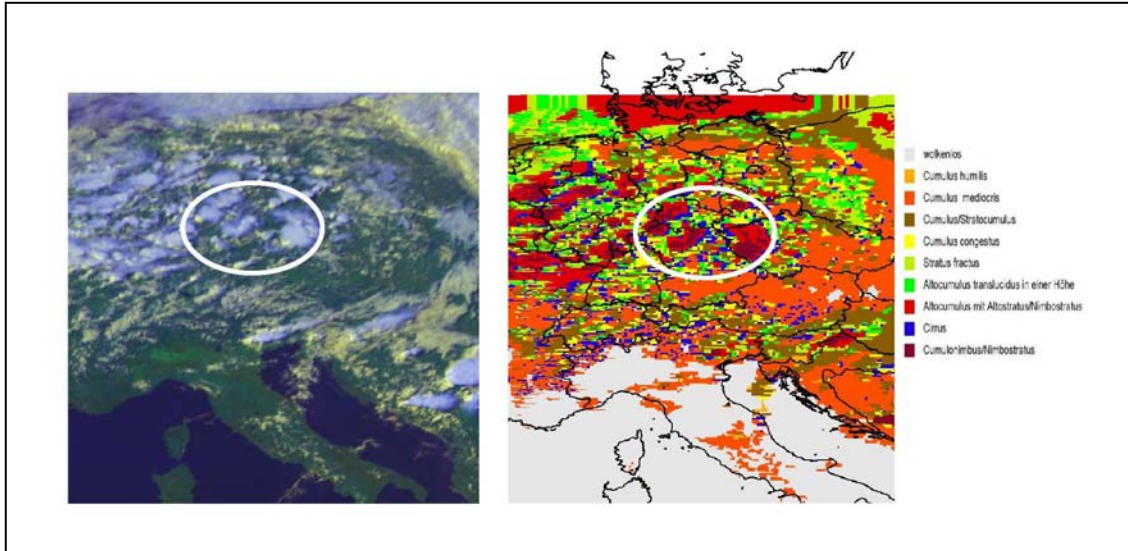 wolkenlos
Cumulus humilis
Cumulus mediocris
Cumulus/Stratocumulus
Cumulus congestus
Stratus fractus
Altocumulus translucidus in einer Höhe
Altocumulus mit Altostratus/Nimbostratus
Cirrus
Cumulonimbus/Nimbostratus